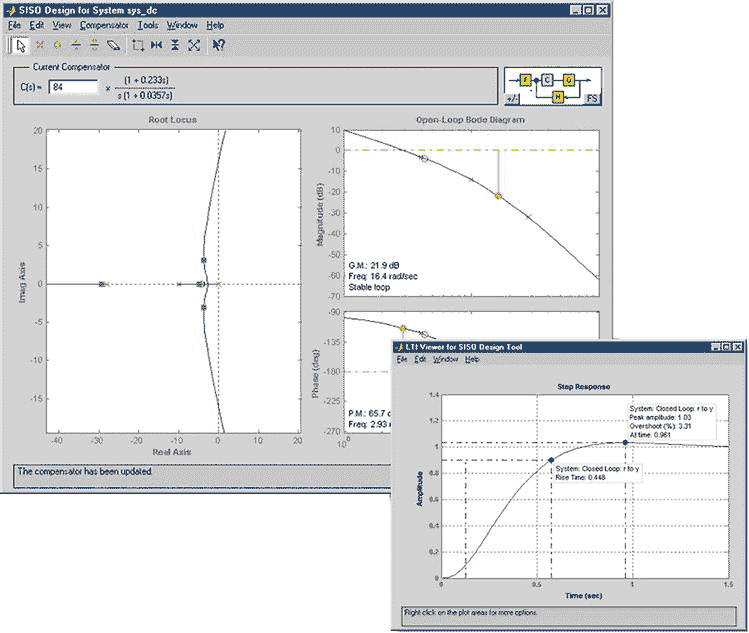 SISO Design for System sys_dc
File Edit View Compensator Tools Window Help
Current Compensator
C(s) = 84 x (1 + 0.233s)
s (1 + 0.0357s)
F C G
H
+/- FS
Root Locus
20
15
10
5
0
-5
-10
-15
Imag Axis
-40 -30 -20 -10 0 10 20
Real Axis
Open-Loop Bode Diagram
10
0
-10
-20
-30
-40
-50
-60
-70
Magnitude (dB)
G.M.: 21.9 dB
Freq: 16.4 rad/sec
Stable loop
-90
-135
-180
-225
-270
Phase (deg)
P.M.: 65.7 d
Freq: 2.93 r
10^0
The compensator has been updated.
LTI Viewer for SISO Design Tool
File Edit Window Help
Step Response
1.4
1.2
1
0.8
0.6
0.4
0.2
0
Amplitude
System: Closed Loop: r to y
Peak amplitude: 1.03
Overshoot (%): 3.31
At time: 0.961
System: Closed Loop: r to y
Rise Time: 0.448
0 0.5 1 1.5
Time (sec)
Right click on the plot areas for more options.